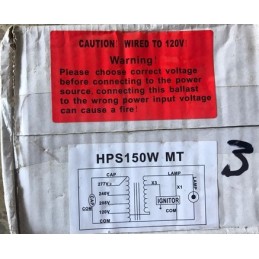 CAUTION: WIRED TO 120V
Warning!
Please choose correct voltage
before connecting to the power
source, connecting this ballast
to the wrong power input voltage
can cause a fire!
HPS150W MT
CAP LAMP
277V
240V
208V
120V
COM
CAP
X3
X1
IGNITOR
COM
LAMP
3